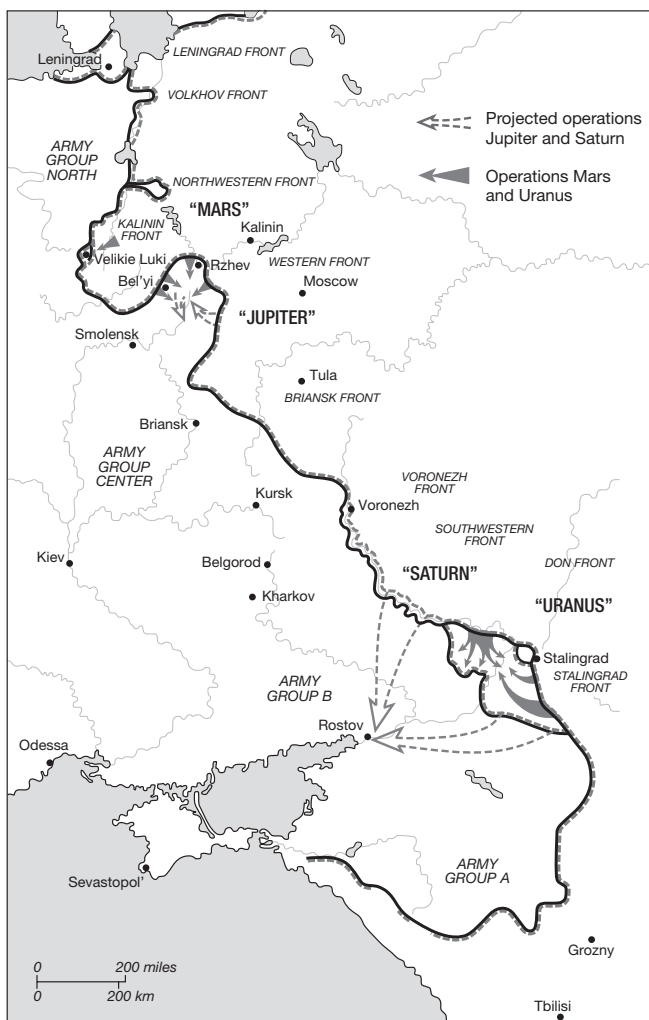 Leningrad
LENINGRAD FRONT
VOLKHOV FRONT
Projected operations
Jupiter and Saturn
ARMY
GROUP
NORTH
Operations Mars
and Uranus
NORTHWESTERN FRONT
"MARS"
KALININ
FRONT
Kalinin
Velikie Luki
Rzhev
WESTERN FRONT
Bel'yi
Moscow
"JUPITER"
Smolensk
Tula
BRIANSK FRONT
Briansk
ARMY
GROUP
CENTER
VORONEZH
FRONT
Kursk
Voronezh
SOUTHWESTERN
FRONT
Kiev
Belgorod
DON FRONT
"SATURN"
Kharkov
"URANUS"
Stalingrad
STALINGRAD
FRONT
ARMY
GROUP B
Rostov
Odessa
ARMY
GROUP A
Sevastopol'
Grozny
0 200 miles
0 200 km
Tbilisi